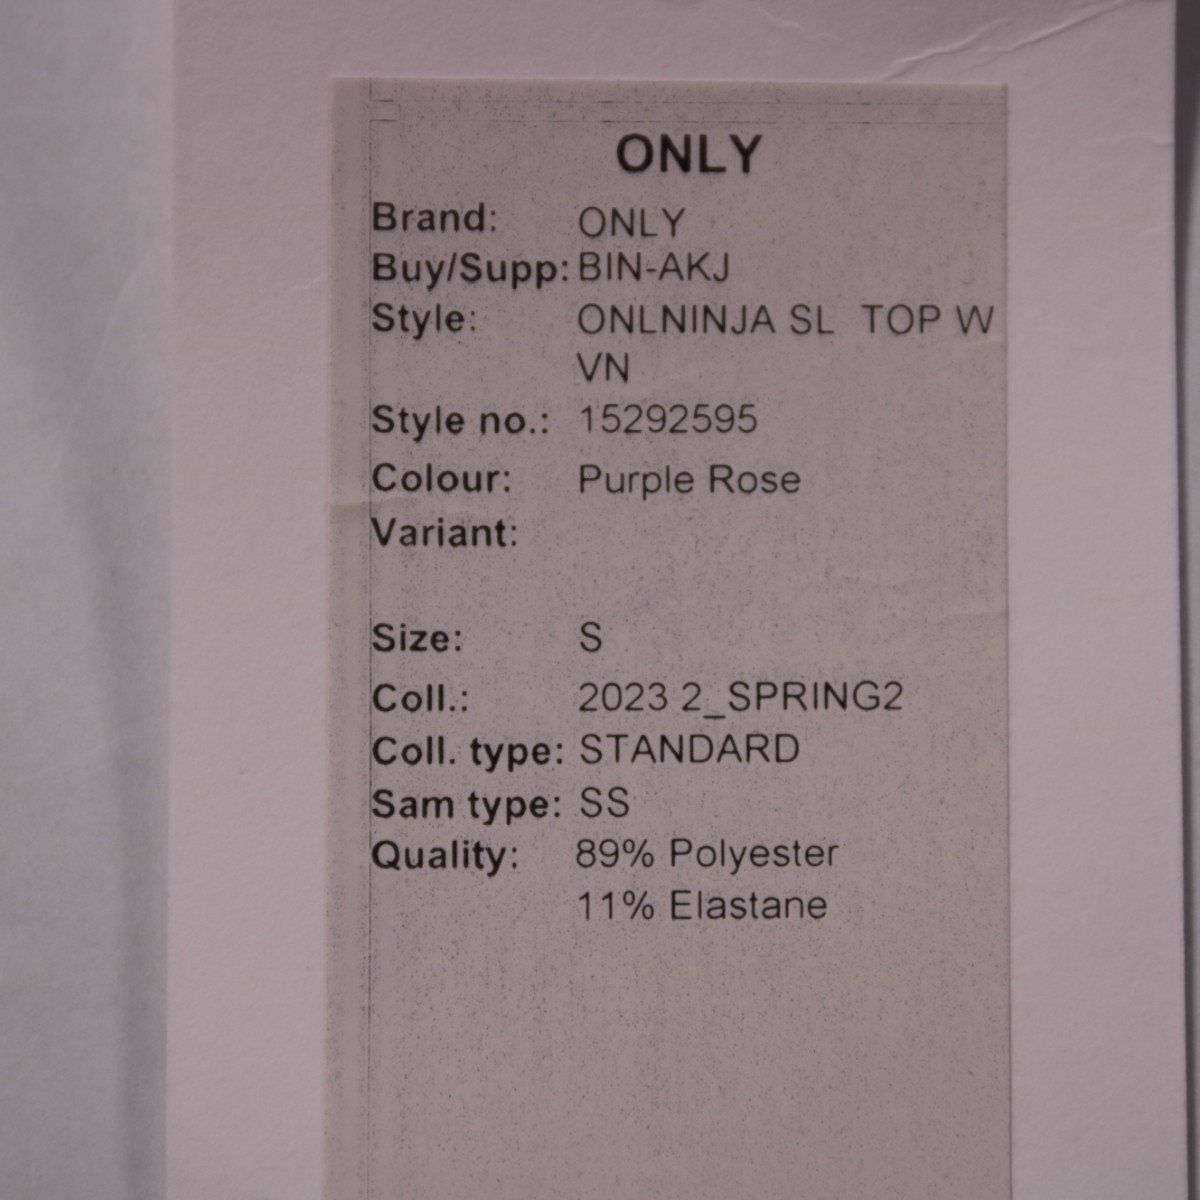 ONLY
Brand: ONLY
Buy/Supp: BIN-AKJ
Style: ONLNINJA SL TOP W
VN
Style no.: 15292595
Colour: Purple Rose
Variant:
Size: S
Coll.: 2023 2_SPRING2
Coll. type: STANDARD
Sam type: SS
Quality: 89% Polyester
11% Elastane